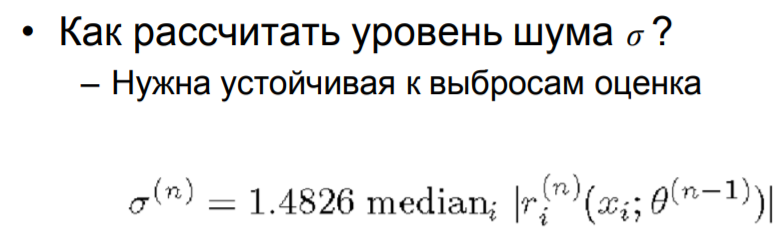 • Как рассчитать уровень шума σ ?
– Нужна устойчивая к выбросам оценка
σ^(n) = 1.4826 median_i |r_i^(n)(x_i; θ^(n−1))|